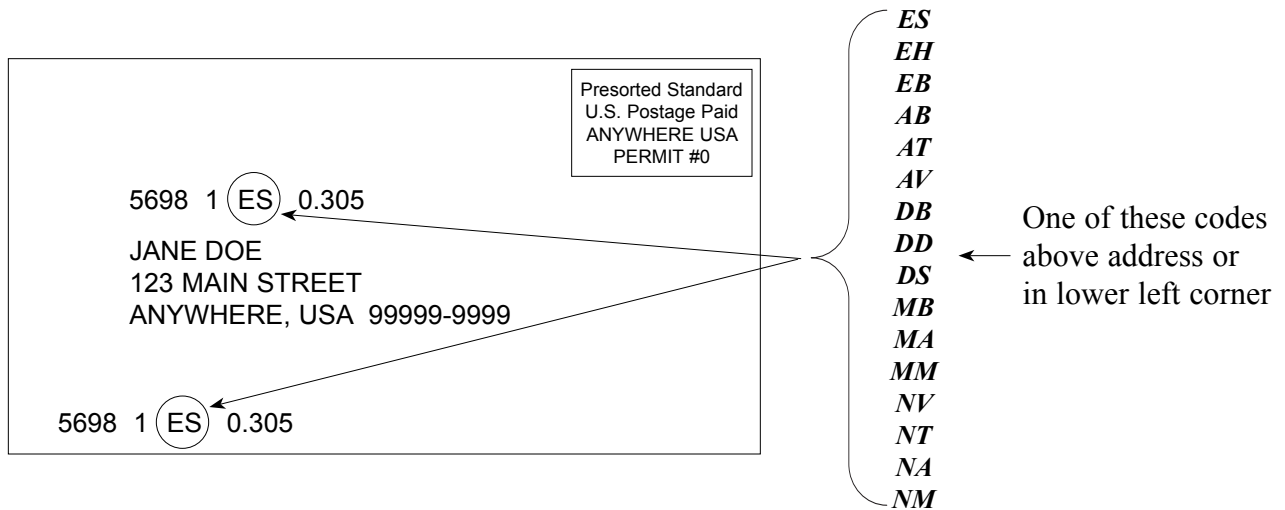 Presorted Standard
U.S. Postage Paid
ANYWHERE USA
PERMIT #0
5698 1 ES 0.305
JANE DOE
123 MAIN STREET
ANYWHERE, USA 99999-9999
5698 1 ES 0.305
ES
EH
EB
AB
AT
AV
DB
DD
DS
MB
MA
MM
NV
NT
NA
NM
One of these codes
above address or
in lower left corner